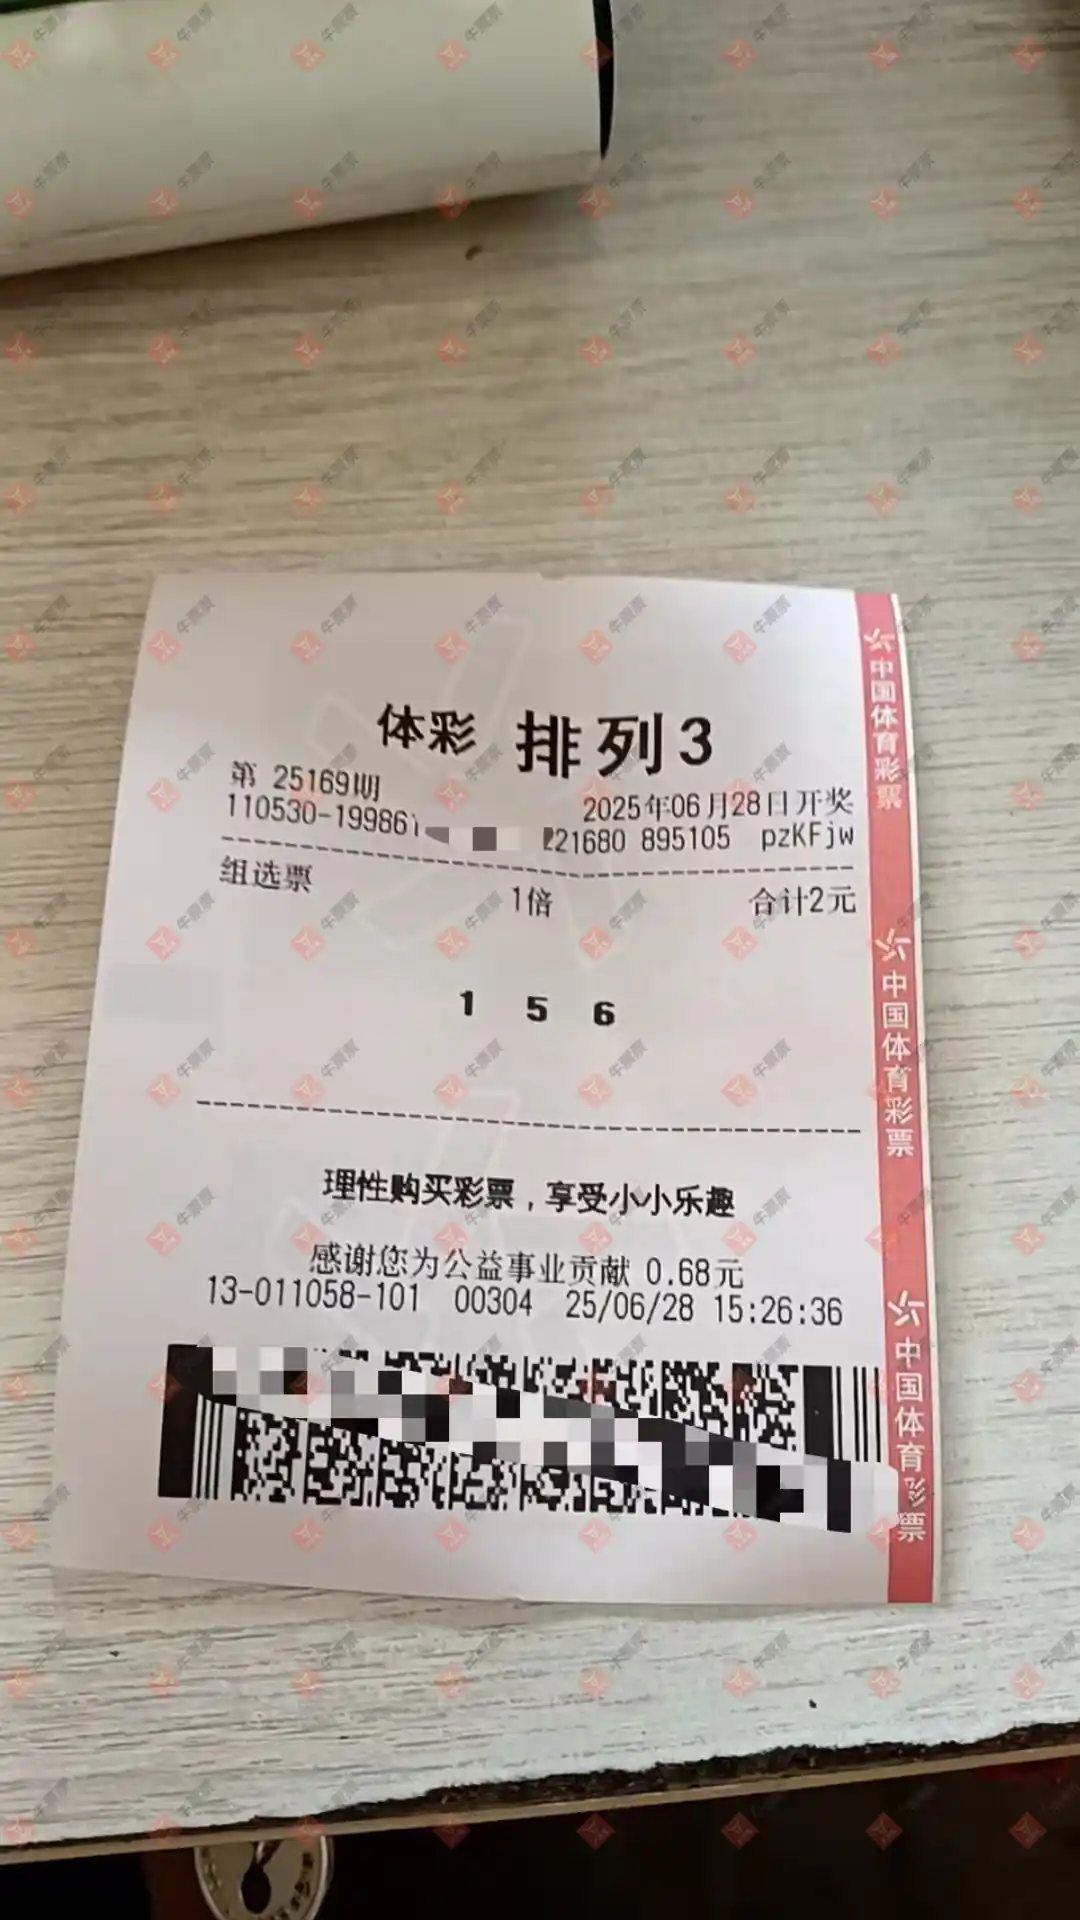 体彩 排列3
第 25169期
2025年06月28日开奖
110530-19986 221680 895105 pzKFjw
组选票 1倍 合计2元
1 5 6
理性购买彩票，享受小小乐趣
感谢您为公益事业贡献 0.68元
13-011058-101 00304 25/06/28 15:26:36
中国体育彩票
中国体育彩票
中国体育彩票
牛票票